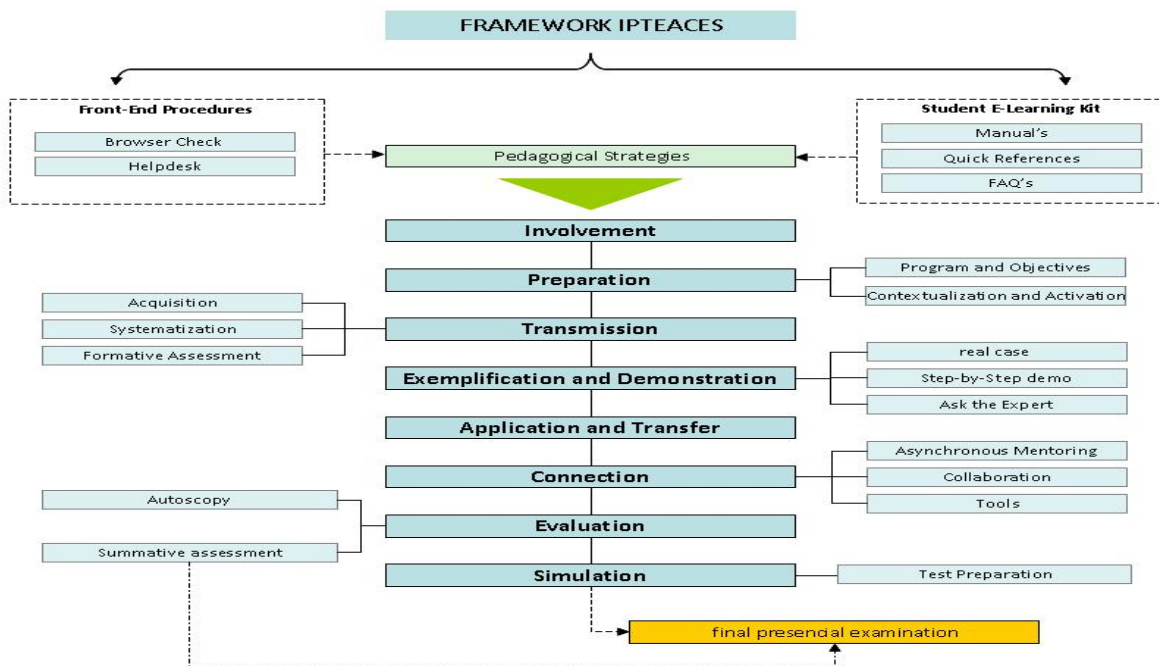 FRAMEWORK IPTEACES
Front-End Procedures
Browser Check
Helpdesk
Student E-Learning Kit
Manual's
Quick References
FAQ's
Pedagogical Strategies
Involvement
Preparation
Program and Objectives
Contextualization and Activation
Acquisition
Systematization
Formative Assessment
Transmission
Exemplification and Demonstration
real case
Step-by-Step demo
Ask the Expert
Application and Transfer
Connection
Asynchronous Mentoring
Collaboration
Tools
Autoscopy
Summative assessment
Evaluation
Simulation
Test Preparation
final presencial examination